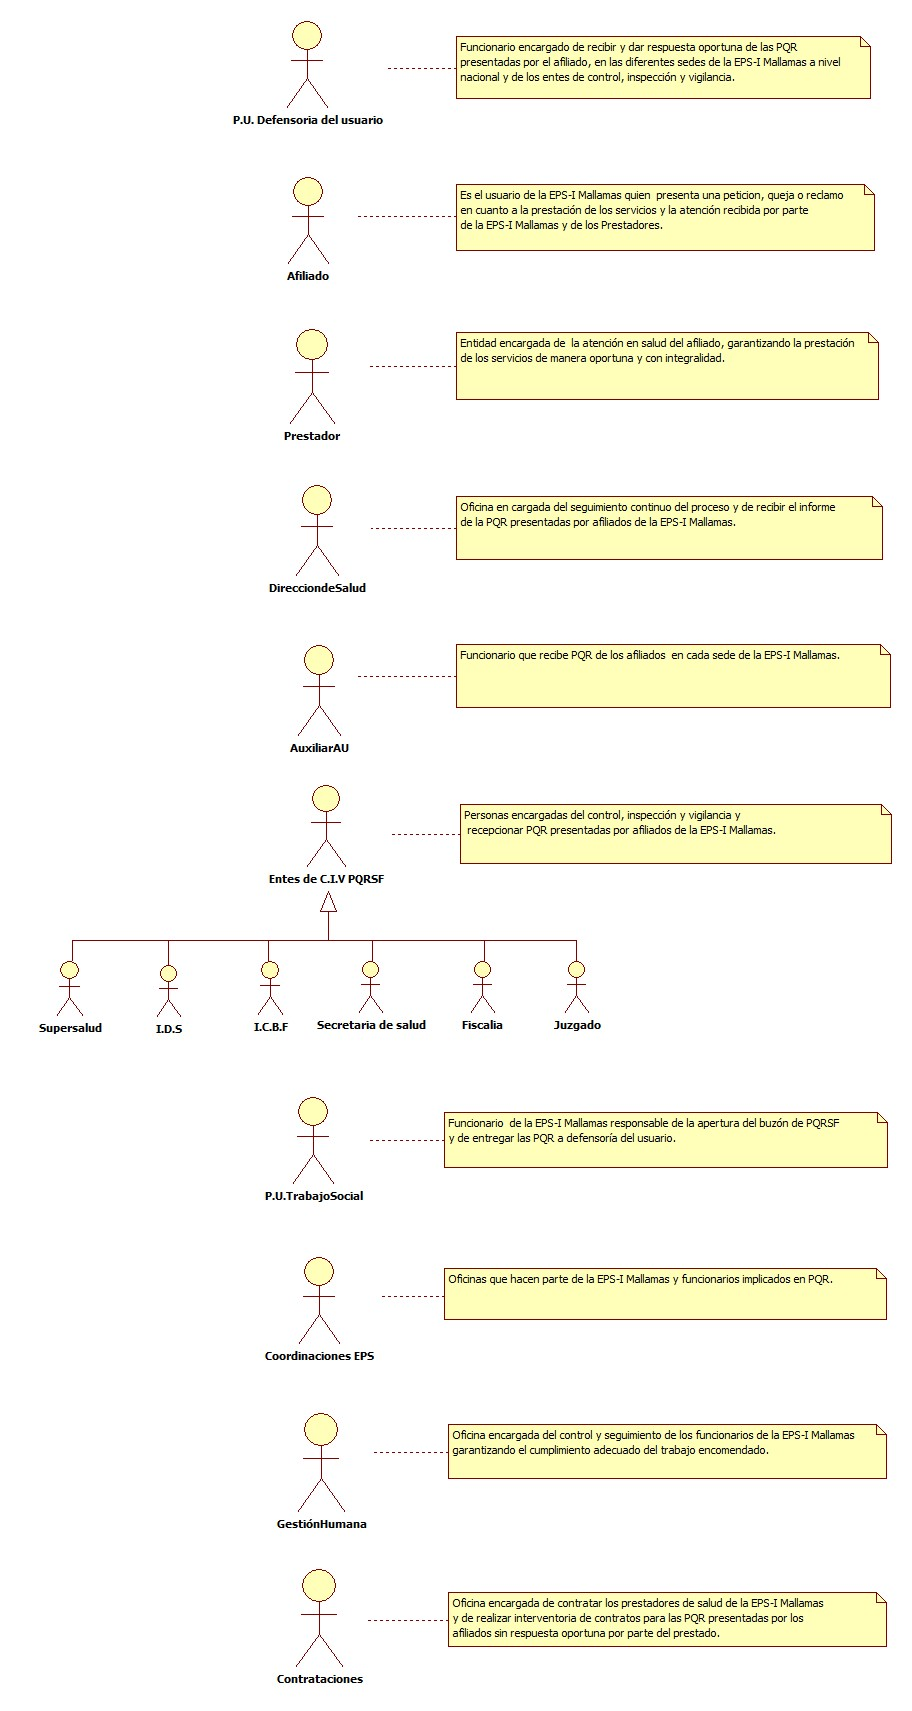 Funcionario encargado de recibir y dar respuesta oportuna de las PQR
presentadas por el afiliado, en las diferentes sedes de la EPS-I Mallamas a nivel
nacional y de los entes de control, inspección y vigilancia.
P.U. Defensoria del usuario
Es el usuario de la EPS-I Mallamas quien presenta una peticion, queja o reclamo
en cuanto a la prestación de los servicios y la atención recibida por parte
de la EPS-I Mallamas y de los Prestadores.
Afiliado
Entidad encargada de la atención en salud del afiliado, garantizando la prestación
de los servicios de manera oportuna y con integralidad.
Prestador
Oficina en cargada del seguimiento continuo del proceso y de recibir el informe
de la PQR presentadas por afiliados de la EPS-I Mallamas.
DirecciondeSalud
Funcionario que recibe PQR de los afiliados en cada sede de la EPS-I Mallamas.
AuxiliarAU
Personas encargadas del control, inspección y vigilancia y
recepcionar PQR presentadas por afiliados de la EPS-I Mallamas.
Entes de C.I.V PQRSF
Supersalud
I.D.S
I.C.B.F
Secretaria de salud
Fiscalia
Juzgado
Funcionario de la EPS-I Mallamas responsable de la apertura del buzón de PQRSF
y de entregar las PQR a defensoría del usuario.
P.U.TrabajoSocial
Oficinas que hacen parte de la EPS-I Mallamas y funcionarios implicados en PQR.
Coordinaciones EPS
Oficina encargada del control y seguimiento de los funcionarios de la EPS-I Mallamas
garantizando el cumplimiento adecuado del trabajo encomendado.
GestiónHumana
Oficina encargada de contratar los prestadores de salud de la EPS-I Mallamas
y de realizar interventoria de contratos para las PQR presentadas por los
afiliados sin respuesta oportuna por parte del prestado.
Contrataciones